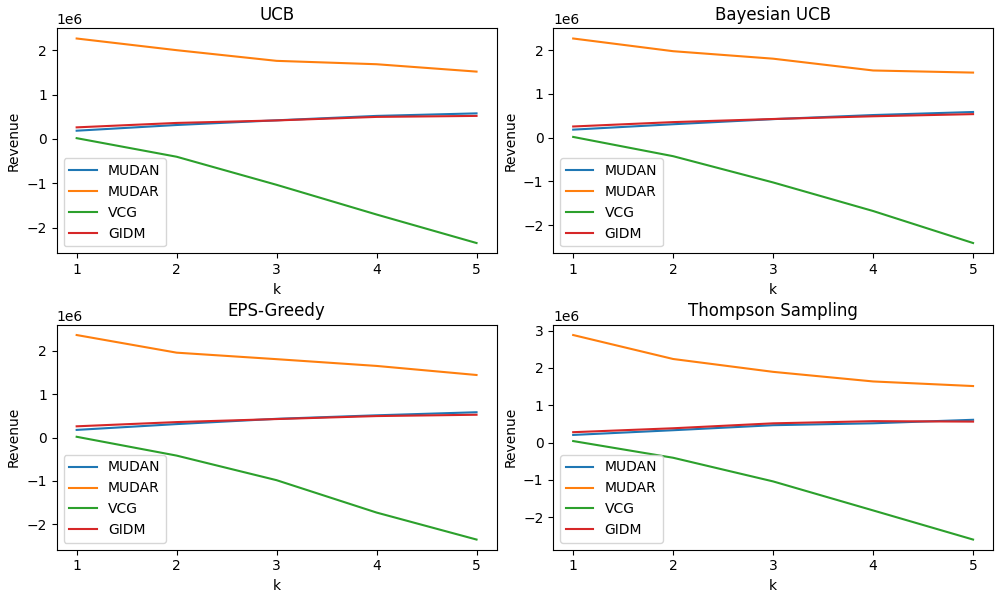 UCB
1e6
2
1
0
−1
−2
Revenue
MUDAN
MUDAR
VCG
GIDM
1 2 3 4 5
k
Bayesian UCB
1e6
2
1
0
−1
−2
Revenue
MUDAN
MUDAR
VCG
GIDM
1 2 3 4 5
k
EPS-Greedy
1e6
2
1
0
−1
−2
Revenue
MUDAN
MUDAR
VCG
GIDM
1 2 3 4 5
k
Thompson Sampling
1e6
3
2
1
0
−1
−2
Revenue
MUDAN
MUDAR
VCG
GIDM
1 2 3 4 5
k